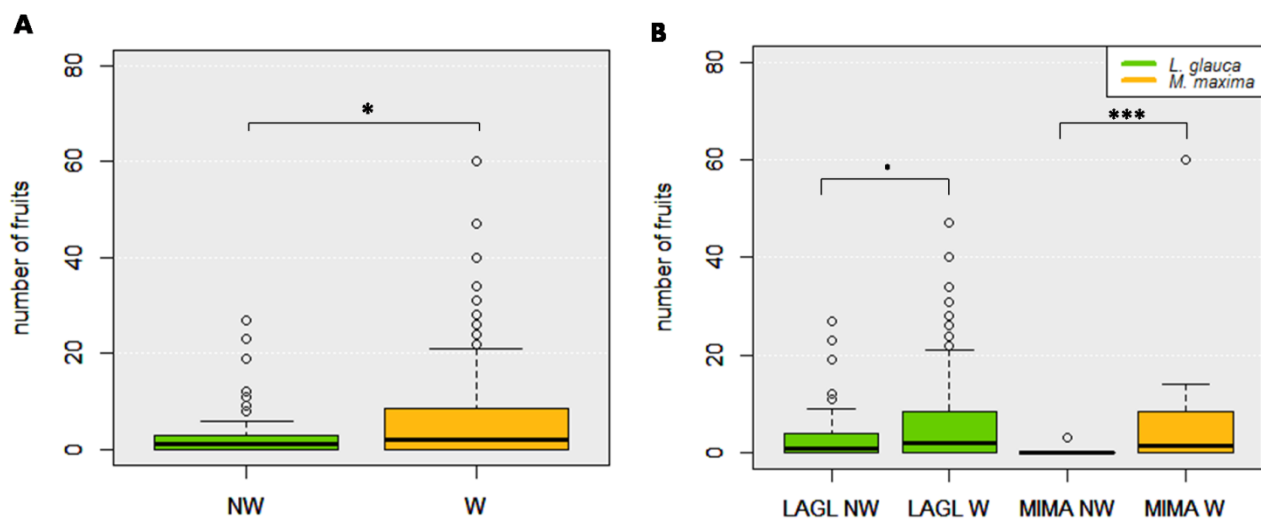 A
number of fruits
80
60
40
20
0
*
NW
W
B
number of fruits
80
60
40
20
0
L. glauca
M. maxima
.
***
LAGL NW
LAGL W
MIMA NW
MIMA W